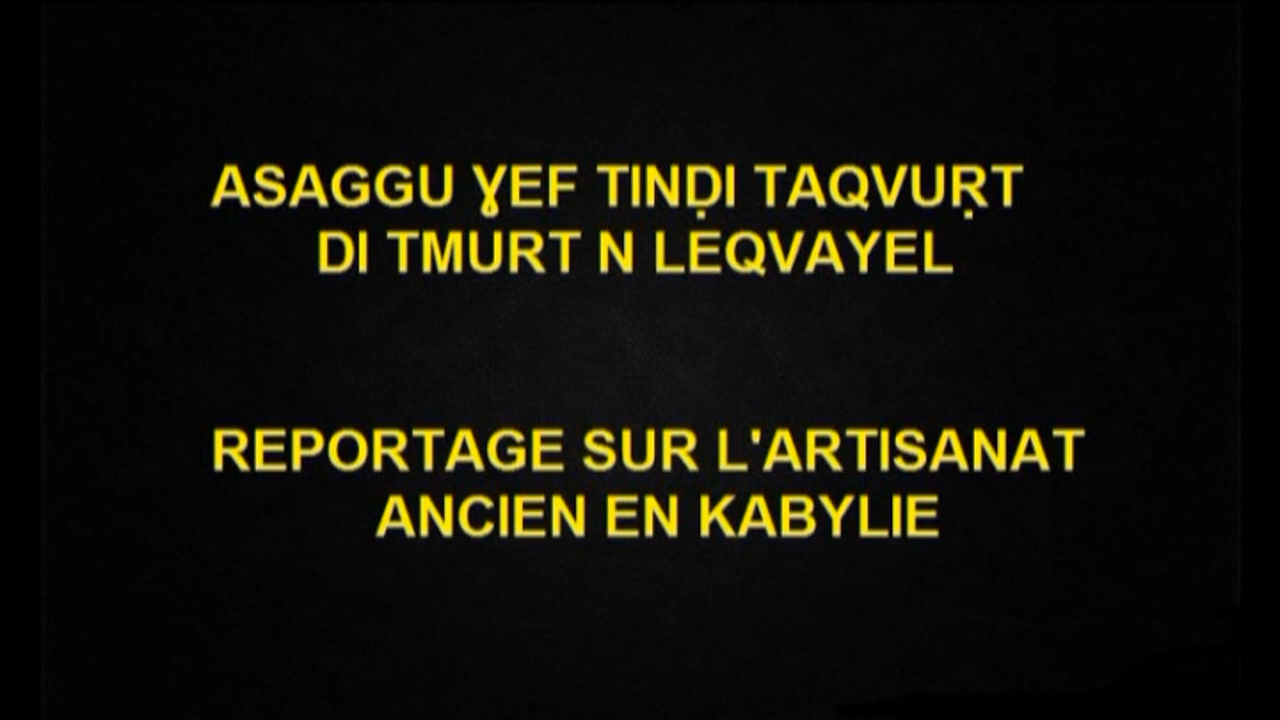 ASAGGU ƔEF TINḌI TAQVUṚT
DI TMURT N LEQVAYEL
REPORTAGE SUR L'ARTISANAT
ANCIEN EN KABYLIE